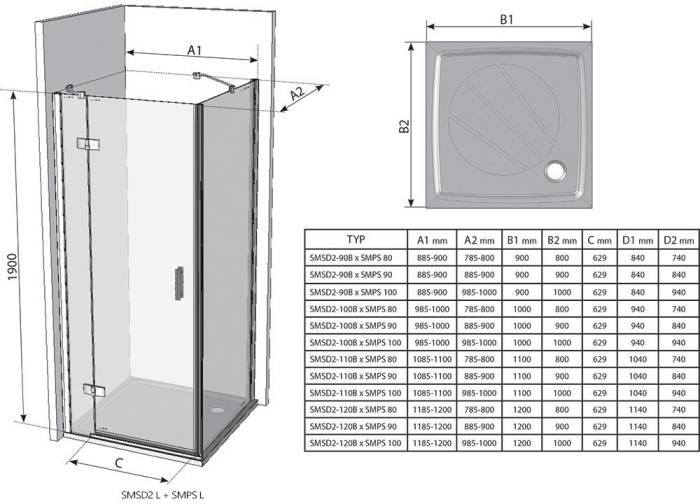 A1
A2
1900
C
SMSD2 L + SMPS L
B1
B2
TYP A1 mm A2 mm B1 mm B2 mm C mm D1 mm D2 mm
SMSD2-90B x SMPS 80 885-900 785-800 900 800 629 840 740
SMSD2-90B x SMPS 90 885-900 885-900 900 900 629 840 840
SMSD2-90B x SMPS 100 885-900 985-1000 900 1000 629 840 940
SMSD2-100B x SMPS 80 985-1000 785-800 1000 800 629 940 740
SMSD2-100B x SMPS 90 985-1000 885-900 1000 900 629 940 840
SMSD2-100B x SMPS 100 985-1000 985-1000 1000 1000 629 940 940
SMSD2-110B x SMPS 80 1085-1100 785-800 1100 800 629 1040 740
SMSD2-110B x SMPS 90 1085-1100 885-900 1100 900 629 1040 840
SMSD2-110B x SMPS 100 1085-1100 985-1000 1100 1000 629 1040 940
SMSD2-120B x SMPS 80 1185-1200 785-800 1200 800 629 1140 740
SMSD2-120B x SMPS 90 1185-1200 885-900 1200 900 629 1140 840
SMSD2-120B x SMPS 100 1185-1200 985-1000 1200 1000 629 1140 940